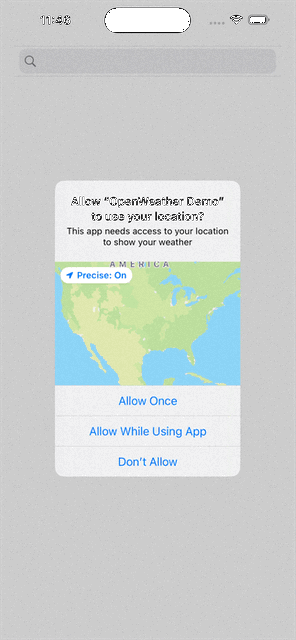 11:46
Allow “OpenWeather Demo”
to use your location?
This app needs access to your location
to show your weather
AMERICA
Precise: On
Allow Once
Allow While Using App
Don’t Allow